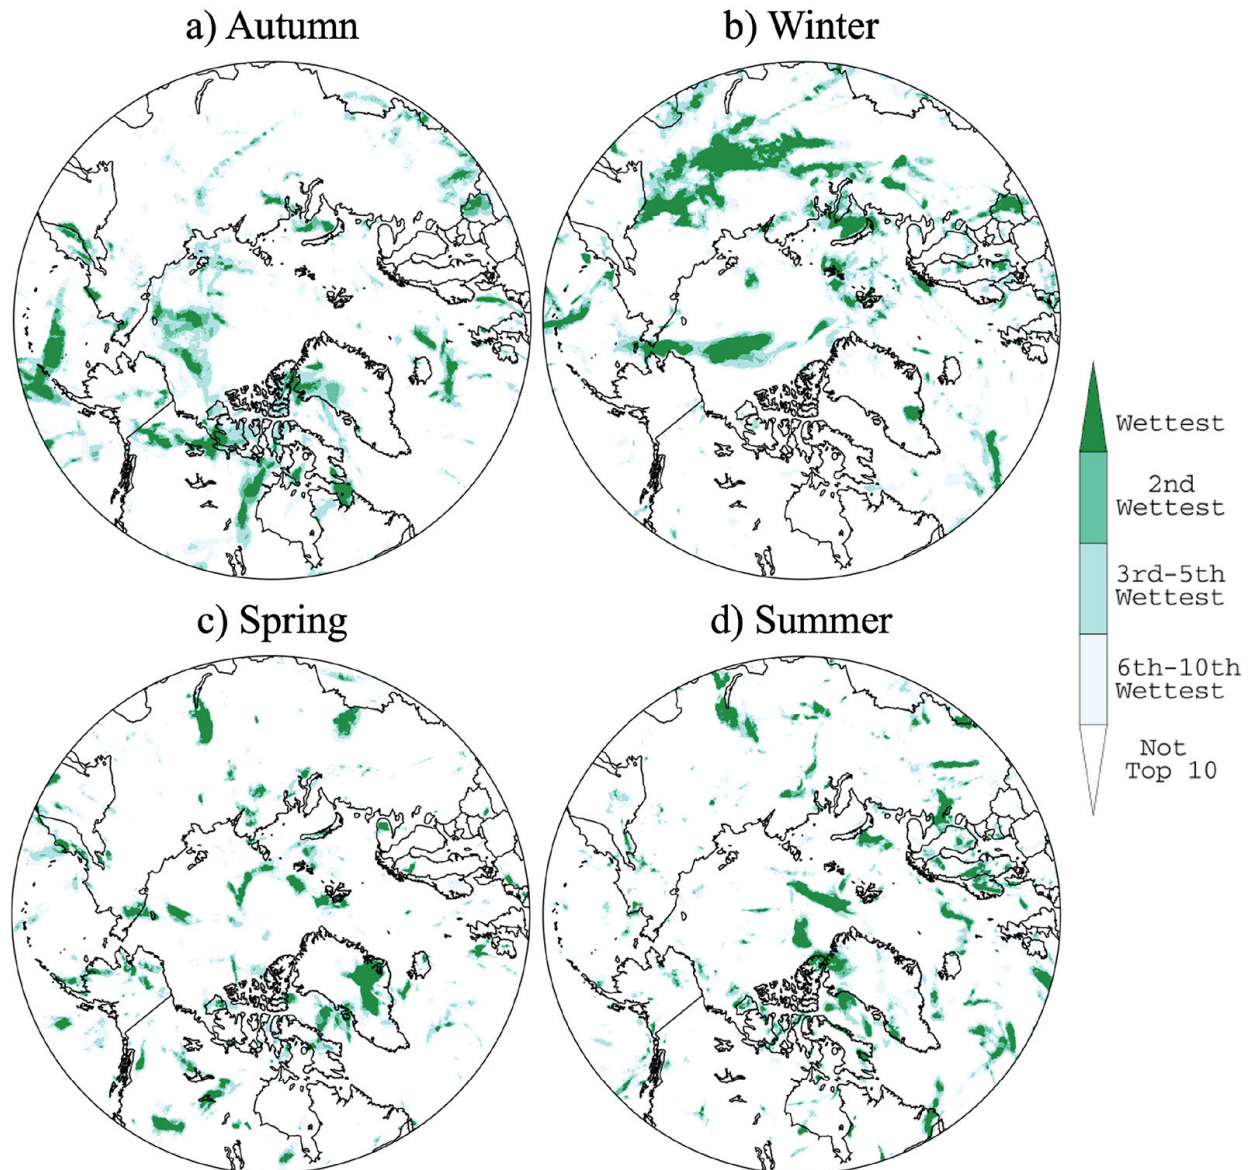 a) Autumn
b) Winter
c) Spring
d) Summer
Wettest
2nd
Wettest
3rd-5th
Wettest
6th-10th
Wettest
Not
Top 10